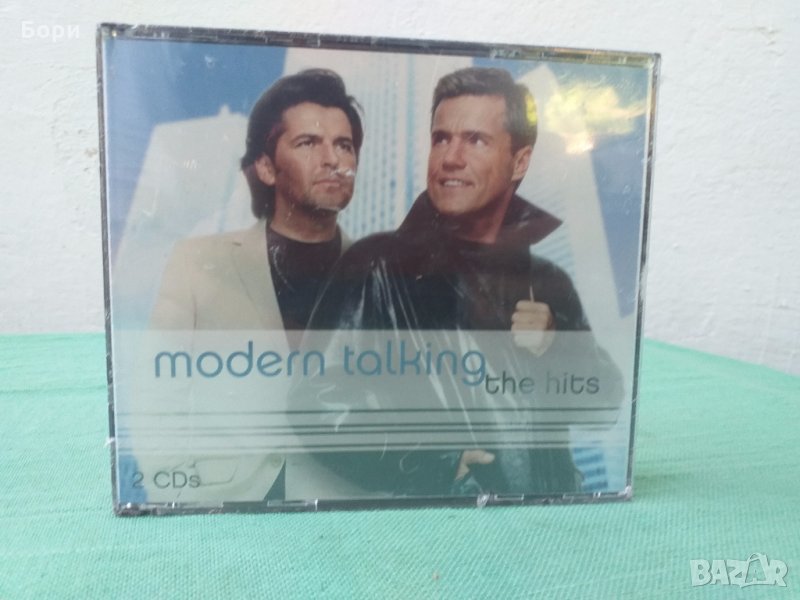 Бори
modern talking
the hits
2 CDs
BAZAR